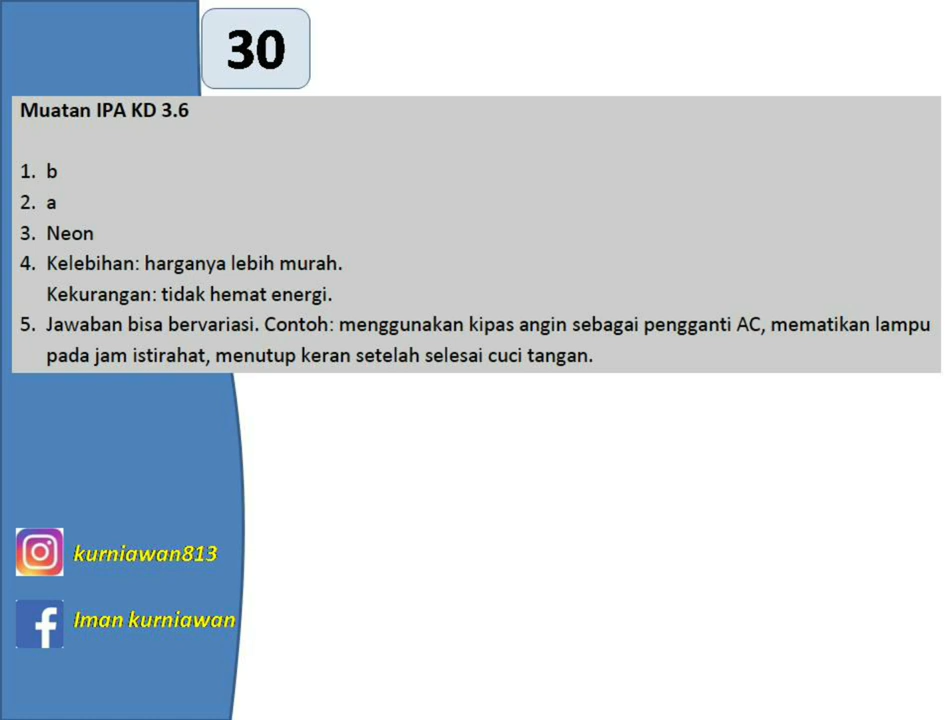 30
Muatan IPA KD 3.6
1. b
2. a
3. Neon
4. Kelebihan: harganya lebih murah.
Kekurangan: tidak hemat energi.
5. Jawaban bisa bervariasi. Contoh: menggunakan kipas angin sebagai pengganti AC, mematikan lampu
pada jam istirahat, menutup keran setelah selesai cuci tangan.
kurniawan813
Iman kurniawan